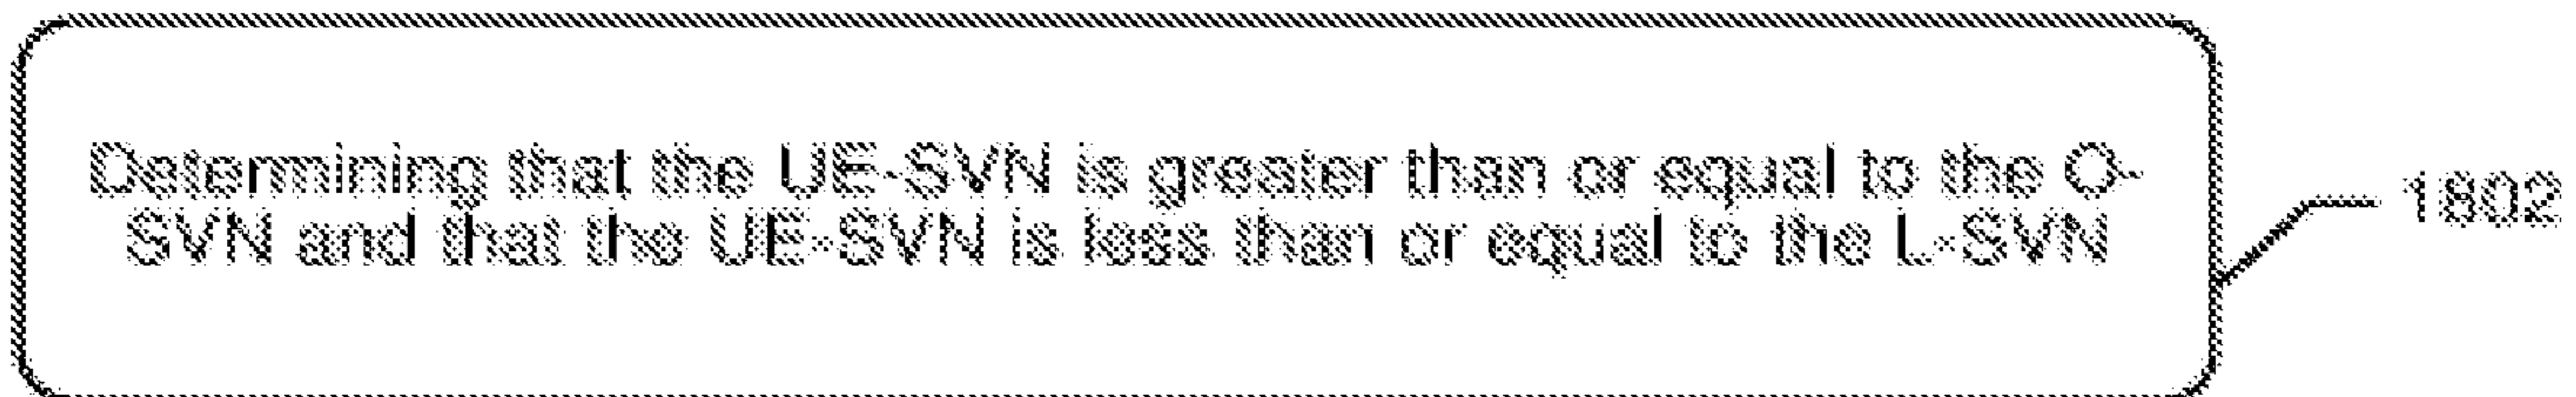 Determining that the UE-SVN is greater than or equal to the O-
SVN and that the UE-SVN is less than or equal to the L-SVN
1802